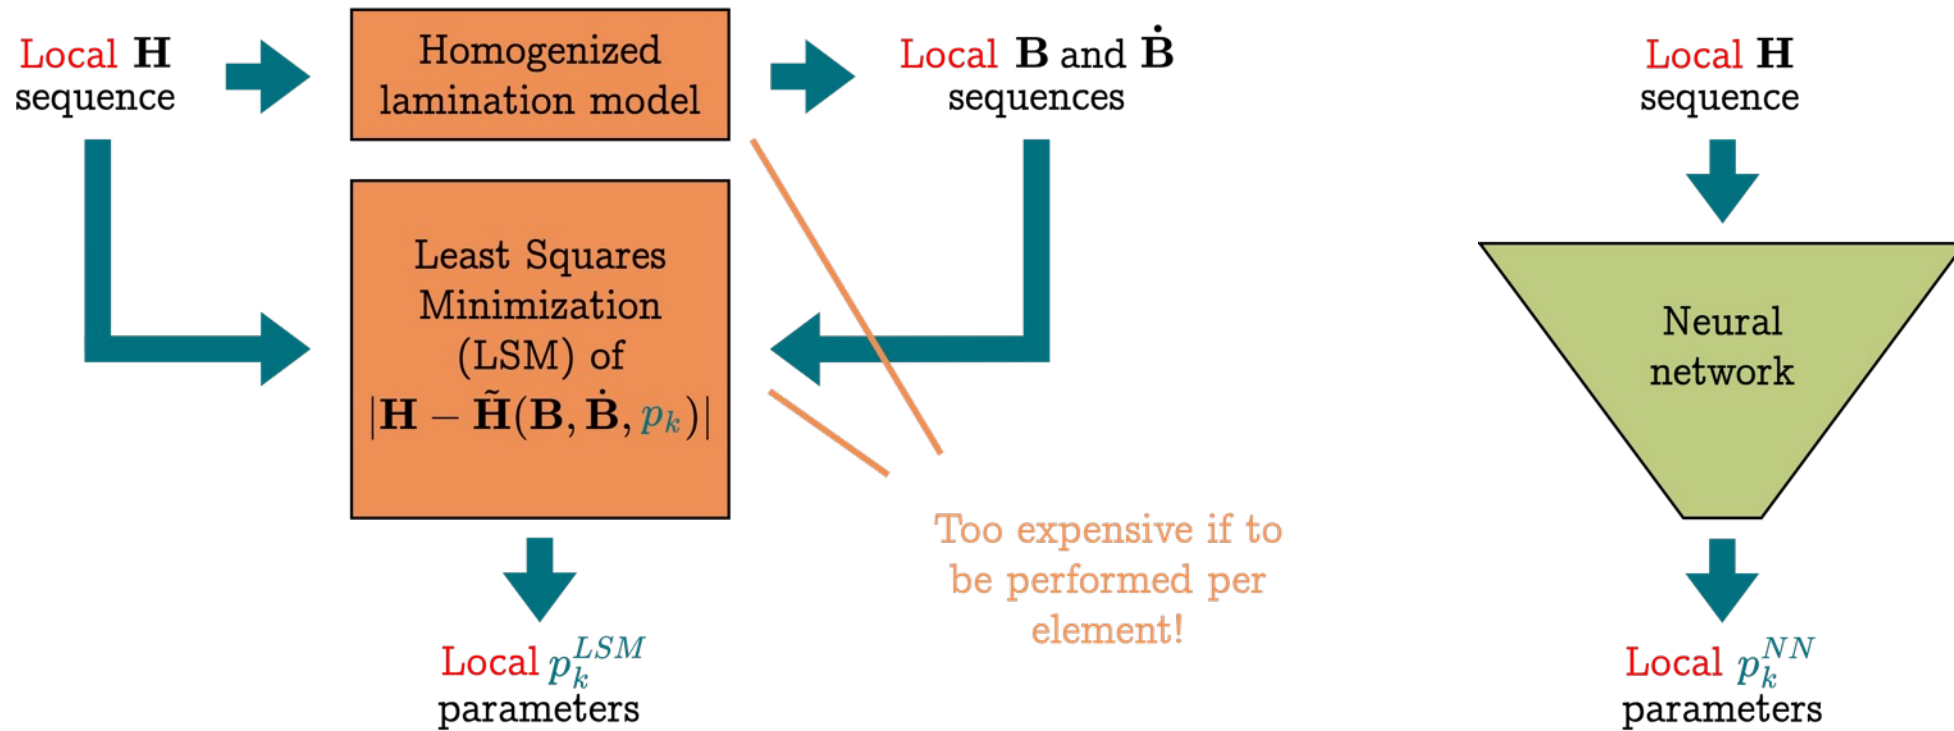 Local H
sequence
Homogenized
lamination model
Local B and Ḃ
sequences
Least Squares
Minimization
(LSM) of
|H − H̃(B, Ḃ, pₖ)|
Too expensive if to
be performed per
element!
Local p_k^{LSM}
parameters
Local H
sequence
Neural
network
Local p_k^{NN}
parameters